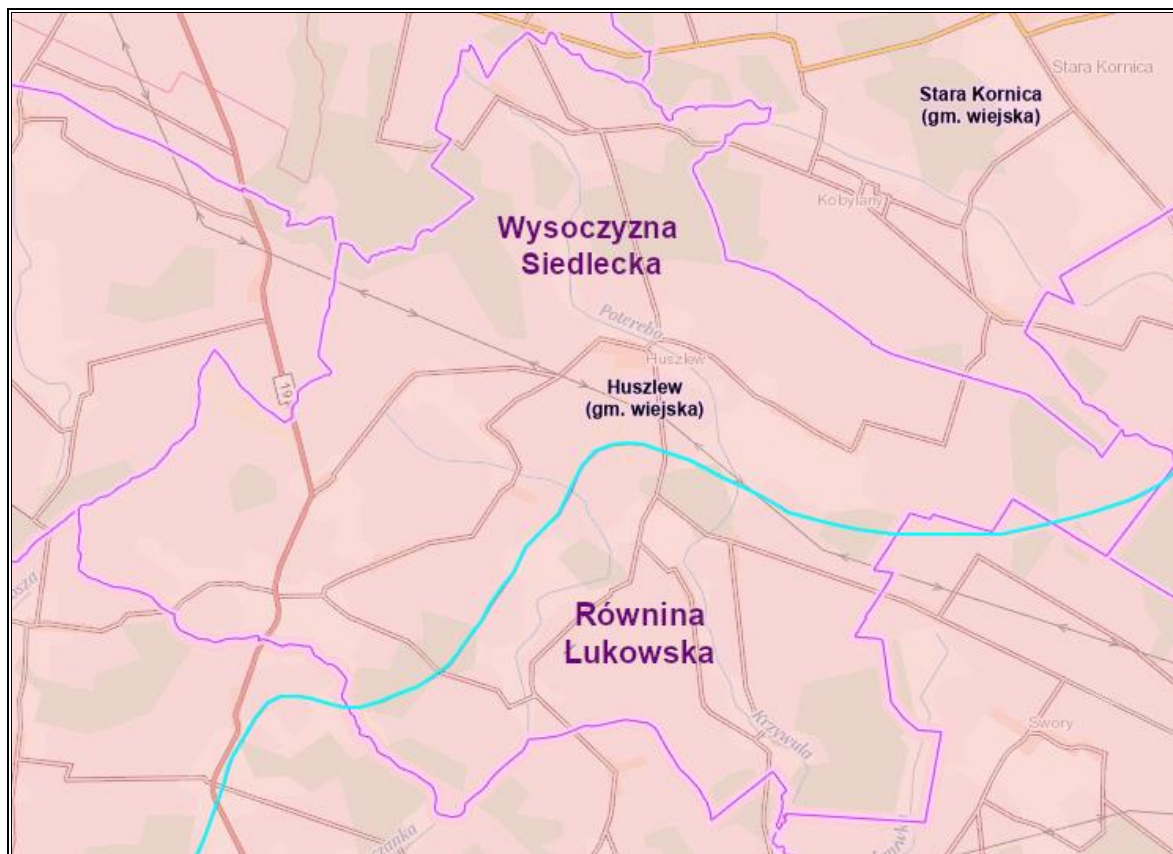 Stara Kornica
Stara Kornica
(gm. wiejska)
Kobylany
Wysoczyzna
Siedlecka
Poterebo
Huszlew
Huszlew
(gm. wiejska)
19
Równina
Łukowska
Krzywula
Swory